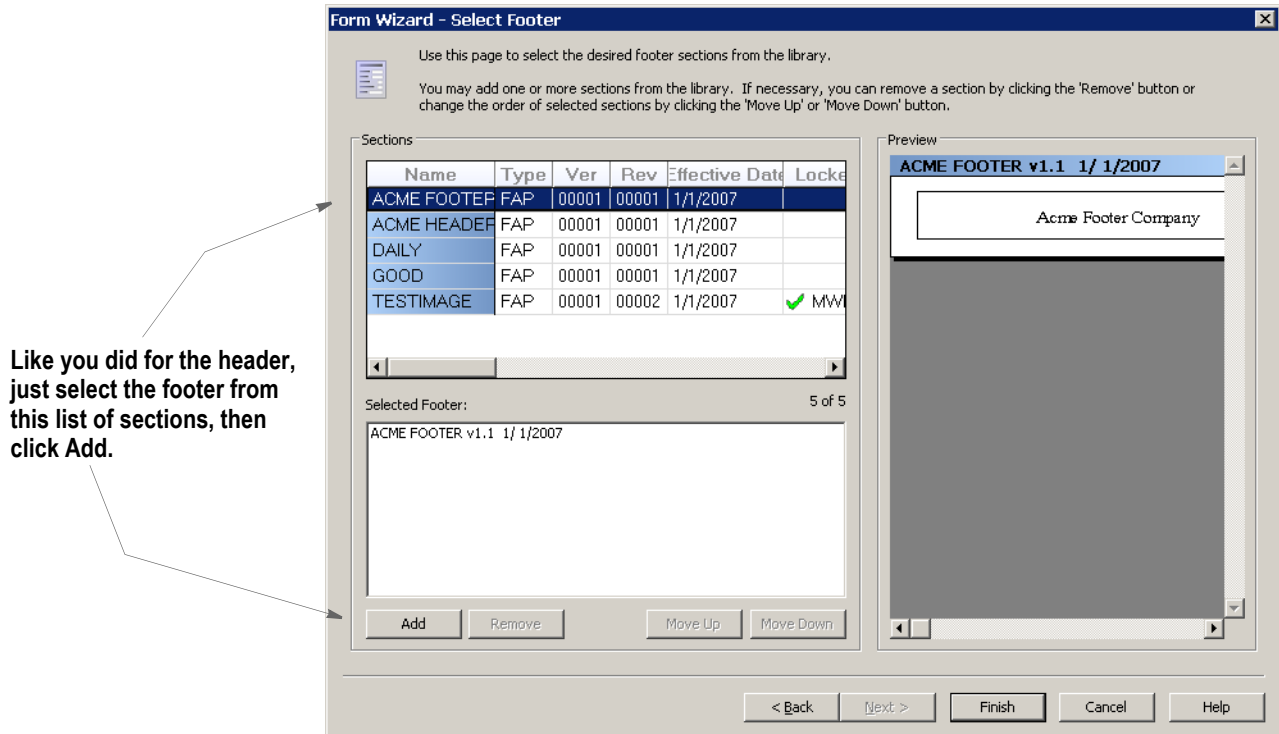 Form Wizard - Select Footer
Use this page to select the desired footer sections from the library.
You may add one or more sections from the library. If necessary, you can remove a section by clicking the 'Remove' button or
change the order of selected sections by clicking the 'Move Up' or 'Move Down' button.
Sections
Name Type Ver Rev Effective Date Locke
ACME FOOTER FAP 00001 00001 1/1/2007
ACME HEADER FAP 00001 00001 1/1/2007
DAILY FAP 00001 00001 1/1/2007
GOOD FAP 00001 00001 1/1/2007
TESTIMAGE FAP 00001 00002 1/1/2007 MWI
Selected Footer: 5 of 5
ACME FOOTER v1.1 1/ 1/2007
Add Remove Move Up Move Down
Preview
ACME FOOTER v1.1 1/ 1/2007
Acme Footer Company
Like you did for the header,
just select the footer from
this list of sections, then
click Add.
< Back Next > Finish Cancel Help